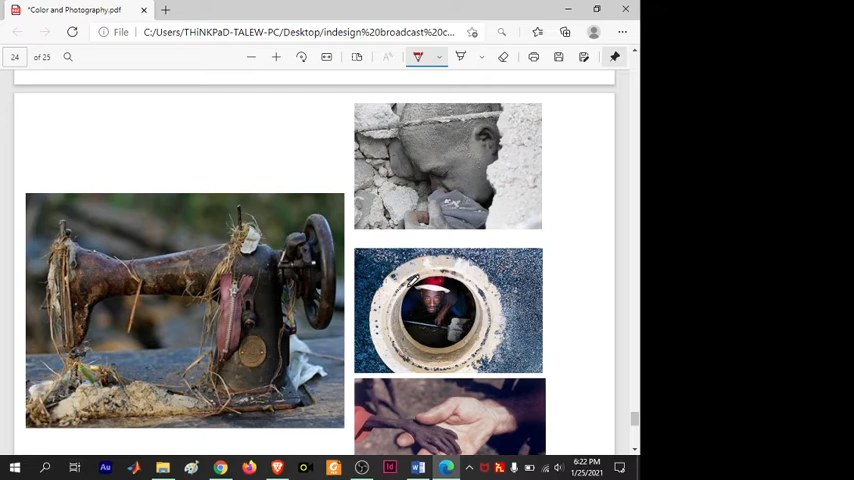 *Color and Photography.pdf
File
C:/Users/THiNKPaD-TALEW-PC/Desktop/indesign%20broadcast%20c...
24
of 25
6:22 PM
1/25/2021